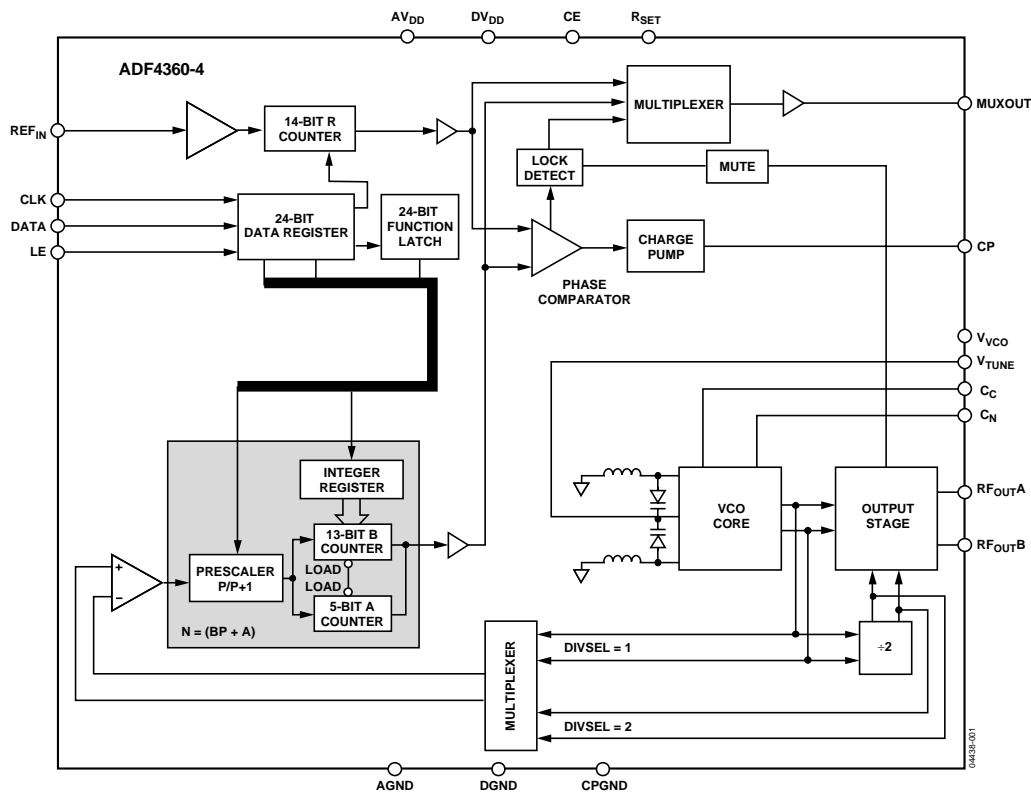 AVDD
DVDD
CE
RSET
ADF4360-4
REFIN
14-BIT R
COUNTER
MULTIPLEXER
MUXOUT
LOCK
DETECT
MUTE
CLK
DATA
LE
24-BIT
DATA REGISTER
24-BIT
FUNCTION
LATCH
CHARGE
PUMP
CP
PHASE
COMPARATOR
VVCO
VTUNE
CC
CN
INTEGER
REGISTER
13-BIT B
COUNTER
LOAD
LOAD
5-BIT A
COUNTER
PRESCALER
P/P+1
+
−
N = (BP + A)
VCO
CORE
OUTPUT
STAGE
RFOUTA
RFOUTB
MULTIPLEXER
DIVSEL = 1
DIVSEL = 2
÷2
AGND
DGND
CPGND
04438-001